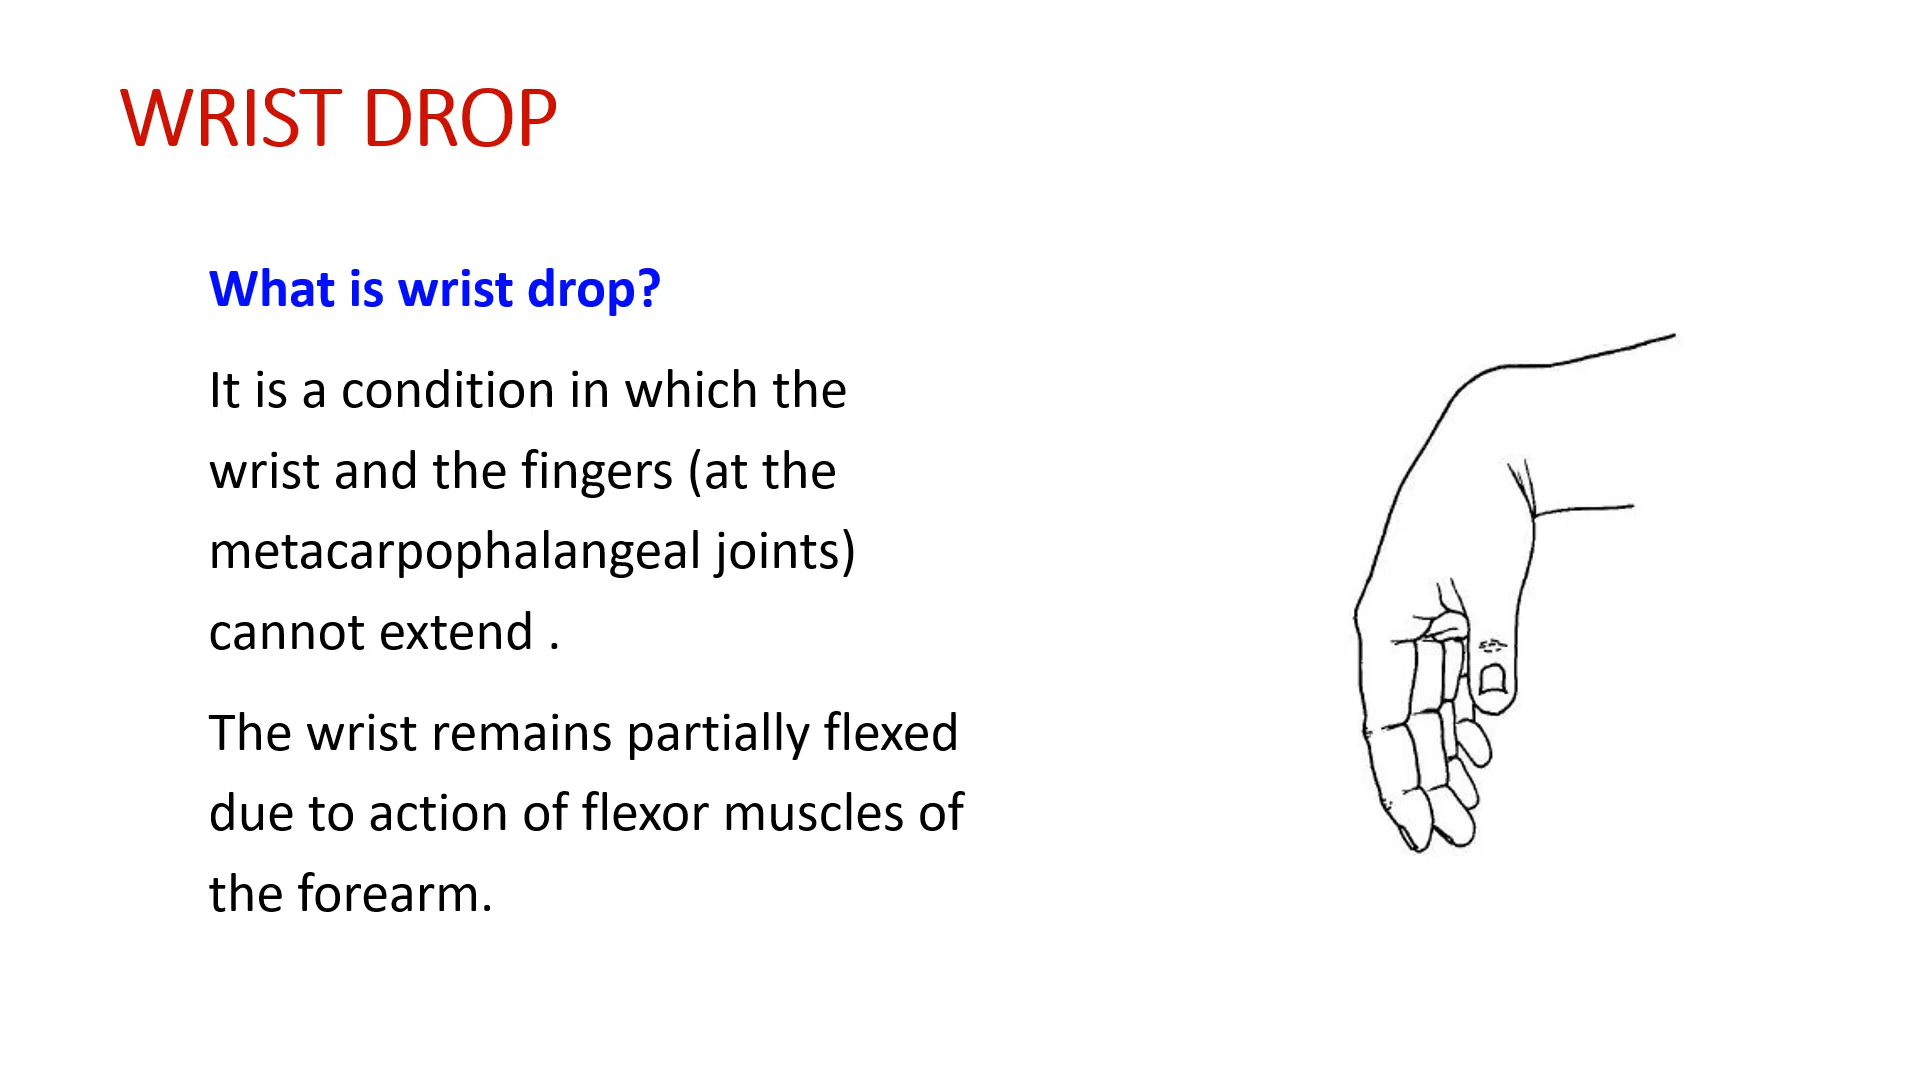 WRIST DROP
What is wrist drop?
It is a condition in which the
wrist and the fingers (at the
metacarpophalangeal joints)
cannot extend .
The wrist remains partially flexed
due to action of flexor muscles of
the forearm.